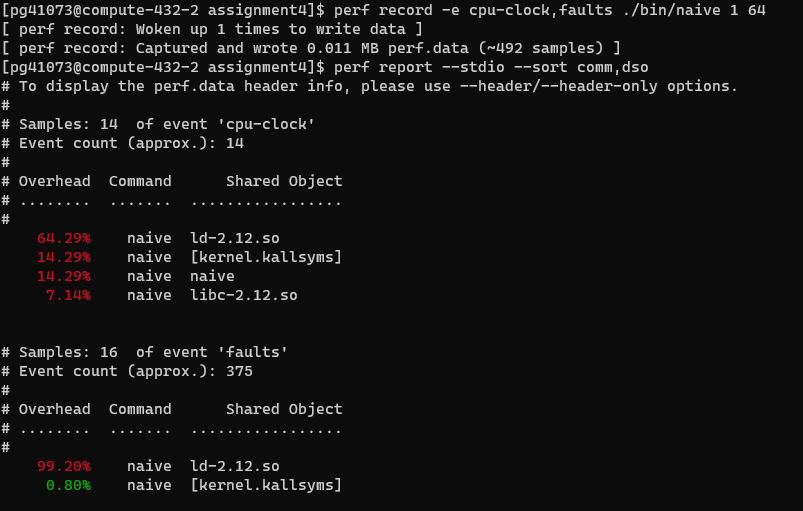 [pg41073@compute-432-2 assignment4]$ perf record -e cpu-clock,faults ./bin/naive 1 64
[ perf record: Woken up 1 times to write data ]
[ perf record: Captured and wrote 0.011 MB perf.data (~492 samples) ]
[pg41073@compute-432-2 assignment4]$ perf report --stdio --sort comm,dso
# To display the perf.data header info, please use --header/--header-only options.
#
# Samples: 14  of event 'cpu-clock'
# Event count (approx.): 14
#
# Overhead  Command      Shared Object
# ........  .......  .................
#
    64.29%    naive  ld-2.12.so
    14.29%    naive  [kernel.kallsyms]
    14.29%    naive  naive
     7.14%    naive  libc-2.12.so
# Samples: 16  of event 'faults'
# Event count (approx.): 375
#
# Overhead  Command      Shared Object
# ........  .......  .................
#
    99.20%    naive  ld-2.12.so
     0.80%    naive  [kernel.kallsyms]